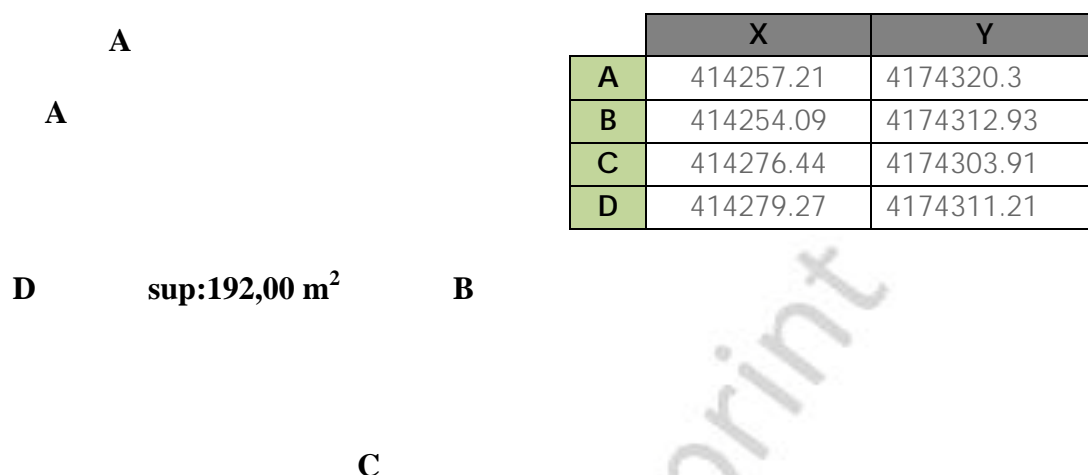 A
A
D sup:192,00 m² B
C
X Y
A 414257.21 4174320.3
B 414254.09 4174312.93
C 414276.44 4174303.91
D 414279.27 4174311.21
print